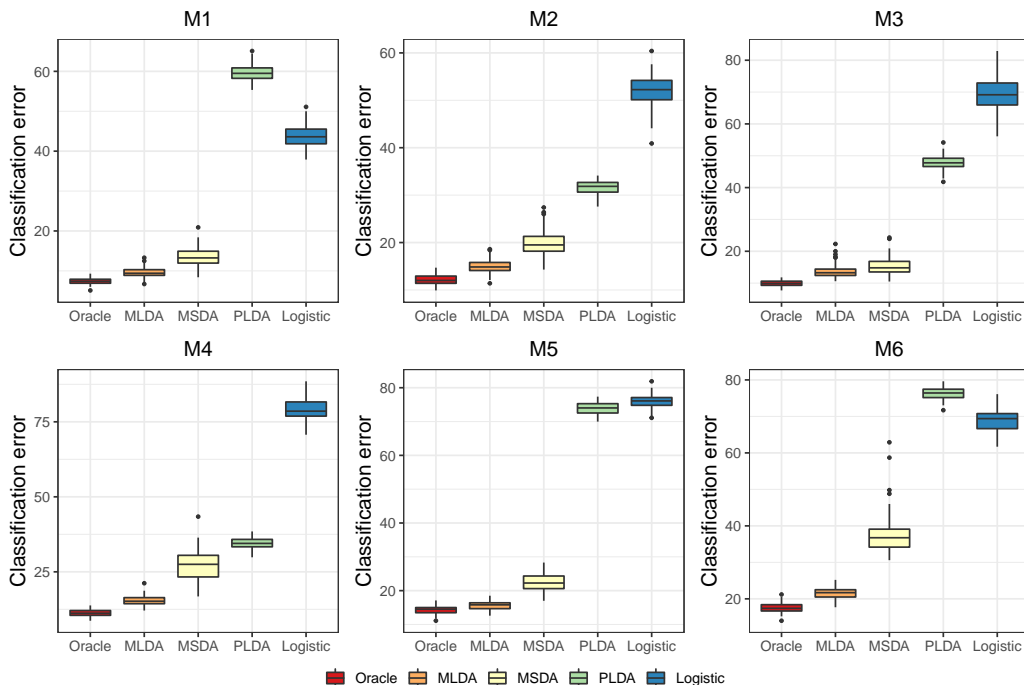 M1
M2
M3
Classification error
60
40
20
Oracle MLDA MSDA PLDA Logistic
Classification error
60
40
20
Oracle MLDA MSDA PLDA Logistic
Classification error
80
60
40
20
Oracle MLDA MSDA PLDA Logistic
M4
M5
M6
Classification error
75
50
25
Oracle MLDA MSDA PLDA Logistic
Classification error
80
60
40
20
Oracle MLDA MSDA PLDA Logistic
Classification error
80
60
40
20
Oracle MLDA MSDA PLDA Logistic
Oracle MLDA MSDA PLDA Logistic